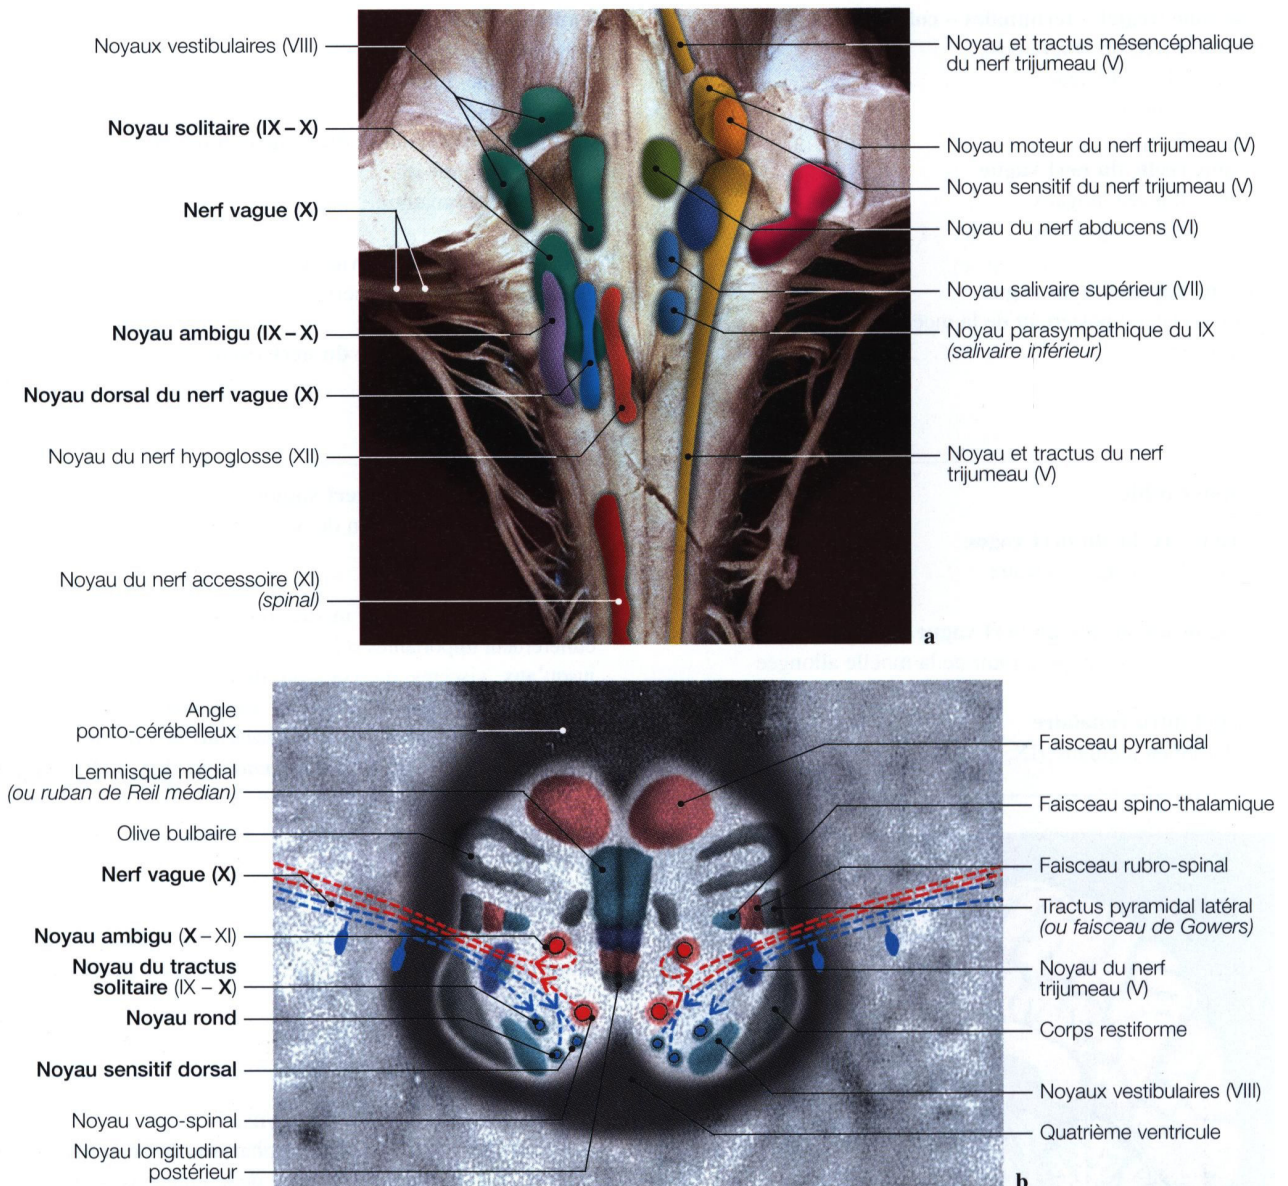 Noyaux vestibulaires (VIII)
Noyau solitaire (IX – X)
Nerf vague (X)
Noyau ambigu (IX – X)
Noyau dorsal du nerf vague (X)
Noyau du nerf hypoglosse (XII)
Noyau du nerf accessoire (XI)
(spinal)
Noyau et tractus mésencéphalique
du nerf trijumeau (V)
Noyau moteur du nerf trijumeau (V)
Noyau sensitif du nerf trijumeau (V)
Noyau du nerf abducens (VI)
Noyau salivaire supérieur (VII)
Noyau parasympathique du IX
(salivaire inférieur)
Noyau et tractus du nerf
trijumeau (V)
a
Angle
ponto-cérébelleux
Lemnisque médial
(ou ruban de Reil médian)
Olive bulbaire
Nerf vague (X)
Noyau ambigu (X – XI)
Noyau du tractus
solitaire (IX – X)
Noyau rond
Noyau sensitif dorsal
Noyau vago-spinal
Noyau longitudinal
postérieur
Faisceau pyramidal
Faisceau spino-thalamique
Faisceau rubro-spinal
Tractus pyramidal latéral
(ou faisceau de Gowers)
Noyau du nerf
trijumeau (V)
Corps restiforme
Noyaux vestibulaires (VIII)
Quatrième ventricule
b